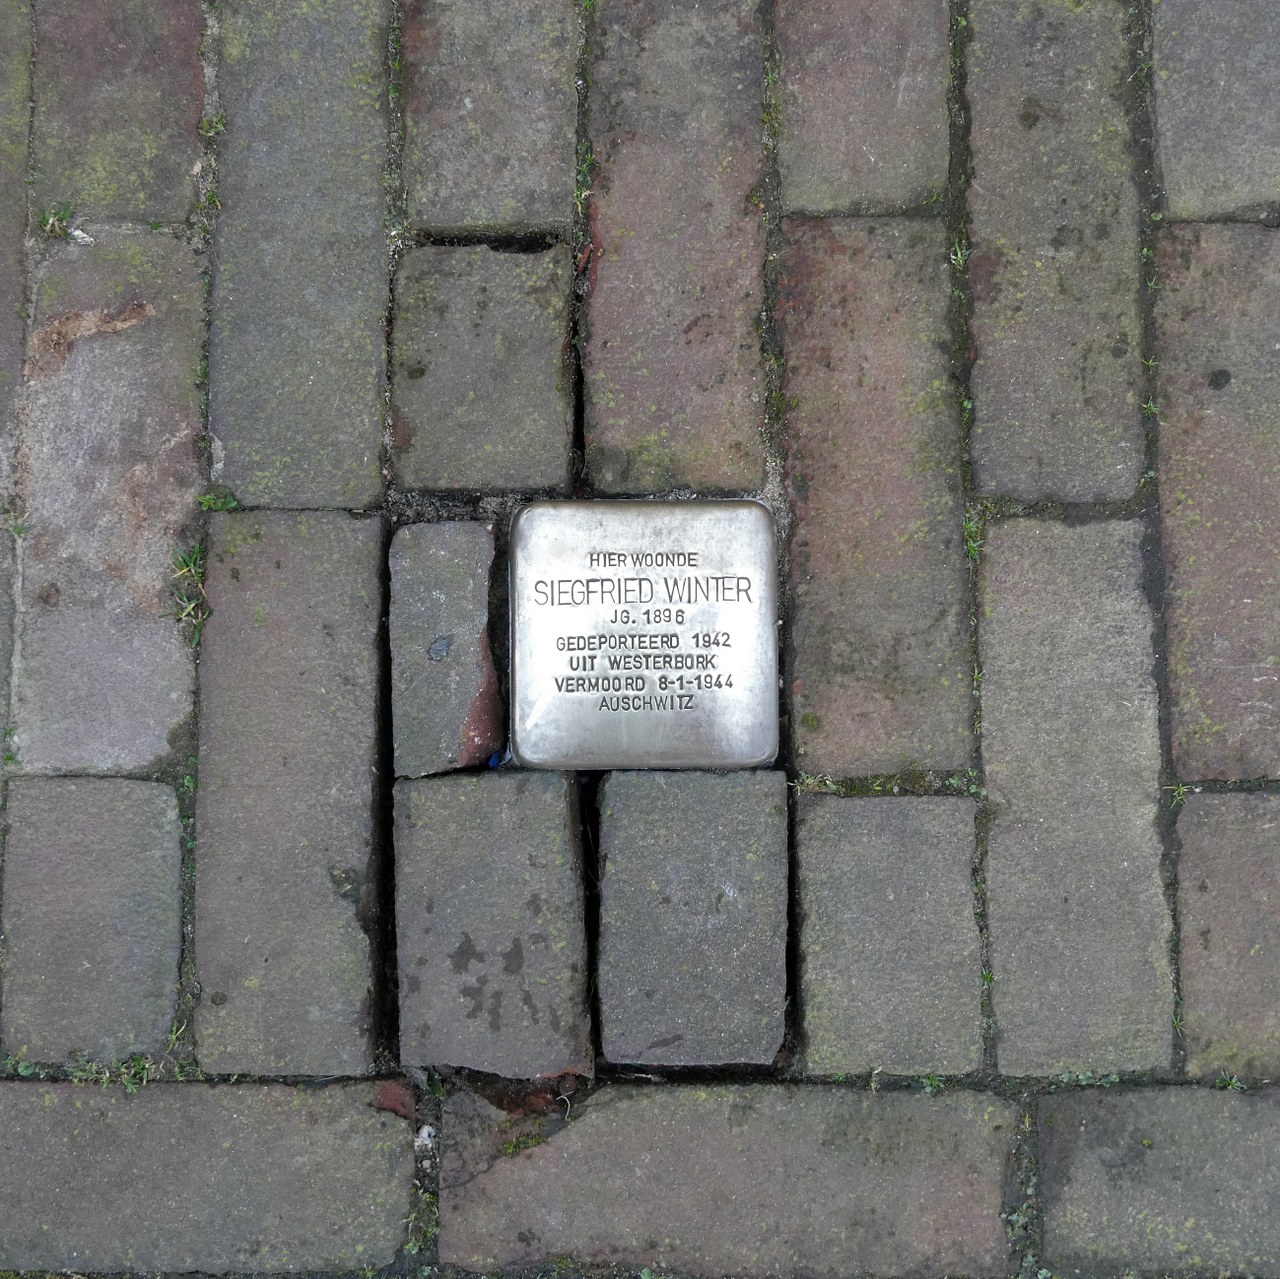 HIER WOONDE
SIEGFRIED WINTER
JG. 1896
GEDEPORTEERD 1942
UIT WESTERBORK
VERMOORD 8-1-1944
AUSCHWITZ